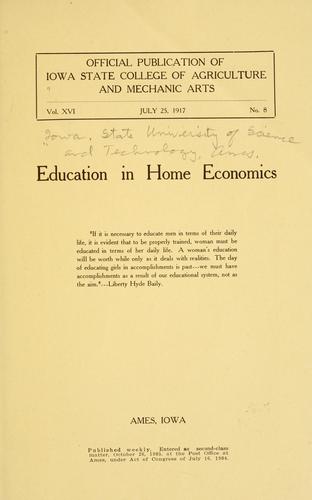 OFFICIAL PUBLICATION OF
IOWA STATE COLLEGE OF AGRICULTURE
AND MECHANIC ARTS
Vol. XVI JULY 25, 1917 No. 8
Iowa. State University of Science
and Technology, Ames.
Education in Home Economics
"If it is necessary to educate men in terms of their daily
life, it is evident that to be properly trained, woman must be
educated in terms of her daily life. A woman's education
will be worth while only as it deals with realities. The day
of educating girls in accomplishments is past---we must have
accomplishments as a result of our educational system, not as
the aim."---Liberty Hyde Baily.
AMES, IOWA
Published weekly. Entered as second-class
matter, October 26, 1905, at the Post Office at
Ames, under Act of Congress of July 16, 1904.